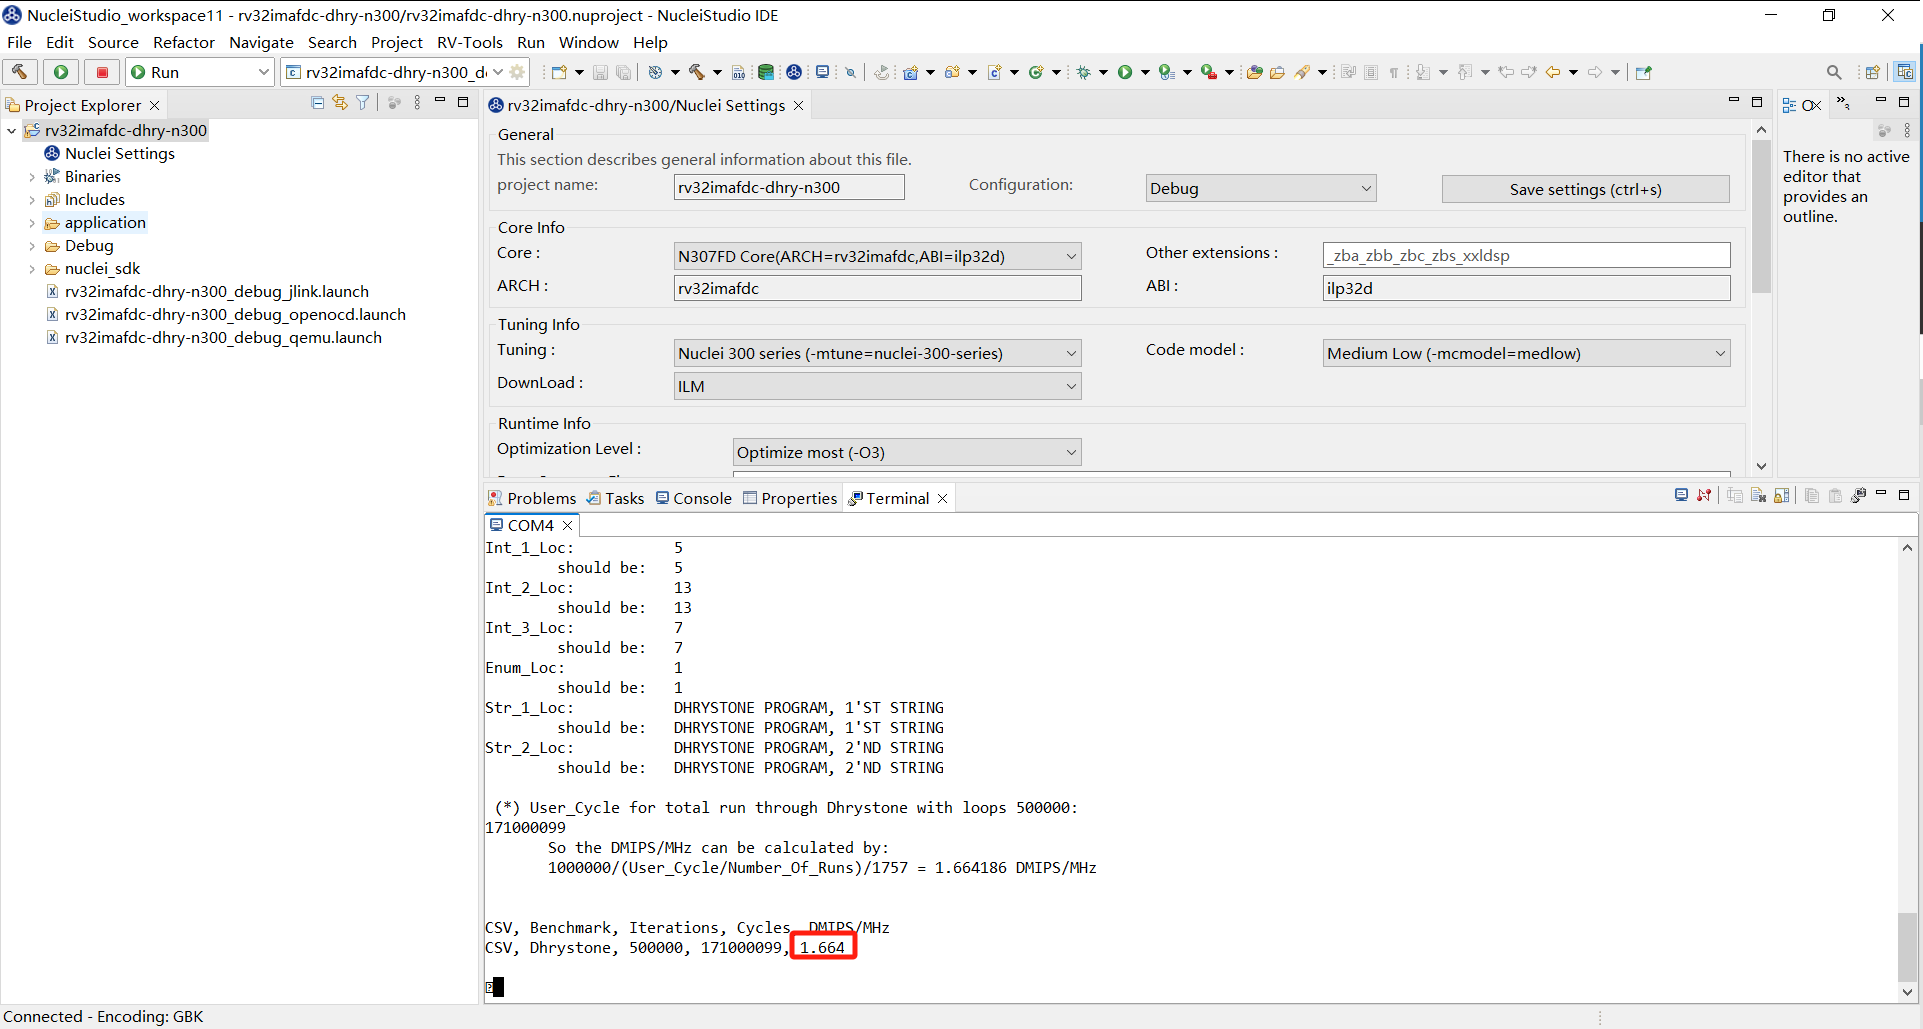 NucleiStudio_workspace11 - rv32imafdc-dhry-n300/rv32imafdc-dhry-n300.nuproject - NucleiStudio IDE
File Edit Source Refactor Navigate Search Project RV-Tools Run Window Help
Run
rv32imafdc-dhry-n300_d
Project Explorer
rv32imafdc-dhry-n300
Nuclei Settings
Binaries
Includes
application
Debug
nuclei_sdk
rv32imafdc-dhry-n300_debug_jlink.launch
rv32imafdc-dhry-n300_debug_openocd.launch
rv32imafdc-dhry-n300_debug_qemu.launch
rv32imafdc-dhry-n300/Nuclei Settings
General
This section describes general information about this file.
project name: rv32imafdc-dhry-n300 Configuration: Debug Save settings (ctrl+s)
Core Info
Core : N307FD Core(ARCH=rv32imafdc,ABI=ilp32d) Other extensions : _zba_zbb_zbc_zbs_xxldsp
ARCH : rv32imafdc ABI : ilp32d
Tuning Info
Tuning : Nuclei 300 series (-mtune=nuclei-300-series) Code model : Medium Low (-mcmodel=medlow)
DownLoad : ILM
Runtime Info
Optimization Level : Optimize most (-O3)
There is no active
editor that
provides an
outline.
Problems Tasks Console Properties Terminal
COM4
Int_1_Loc: 5
should be: 5
Int_2_Loc: 13
should be: 13
Int_3_Loc: 7
should be: 7
Enum_Loc: 1
should be: 1
Str_1_Loc: DHRYSTONE PROGRAM, 1'ST STRING
should be: DHRYSTONE PROGRAM, 1'ST STRING
Str_2_Loc: DHRYSTONE PROGRAM, 2'ND STRING
should be: DHRYSTONE PROGRAM, 2'ND STRING
(*) User_Cycle for total run through Dhrystone with loops 500000:
171000099
So the DMIPS/MHz can be calculated by:
1000000/(User_Cycle/Number_Of_Runs)/1757 = 1.664186 DMIPS/MHz
CSV, Benchmark, Iterations, Cycles, DMIPS/MHz
CSV, Dhrystone, 500000, 171000099, 1.664
Connected - Encoding: GBK